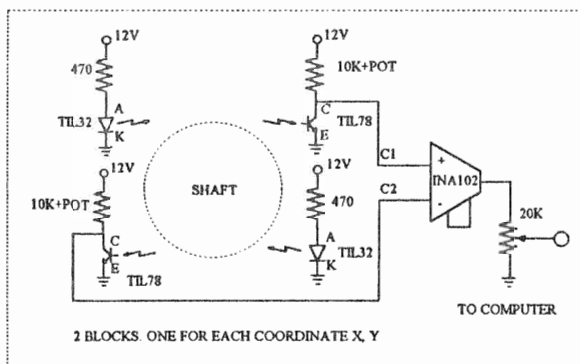 12V
12V
470
10K+POT
A
C
TIL32
TIL78
K
E
12V
12V
C1
+
INA102
SHAFT
C2
-
10K+POT
470
20K
A
C
TIL32
E
K
TIL78
TO COMPUTER
2 BLOCKS. ONE FOR EACH COORDINATE X, Y